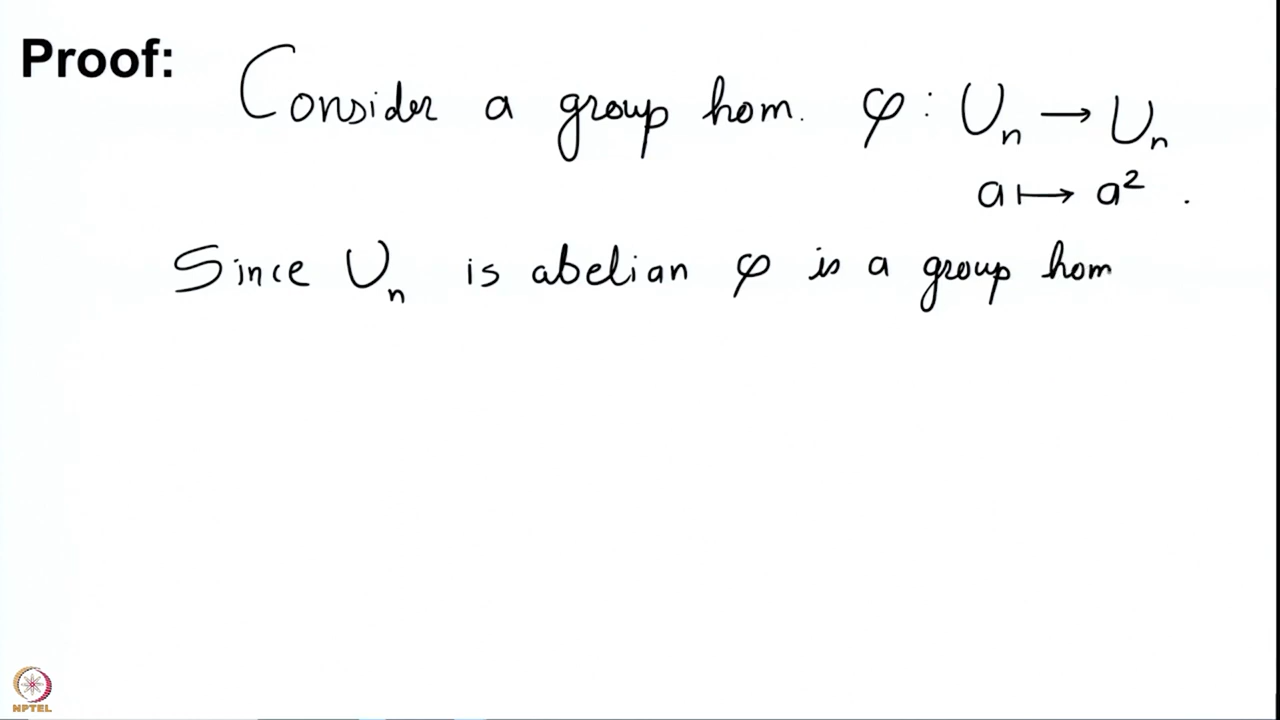 Proof: Consider a group hom. φ : Uₙ → Uₙ
a ↦ a² .
Since Uₙ is abelian φ is a group hom
NPTEL